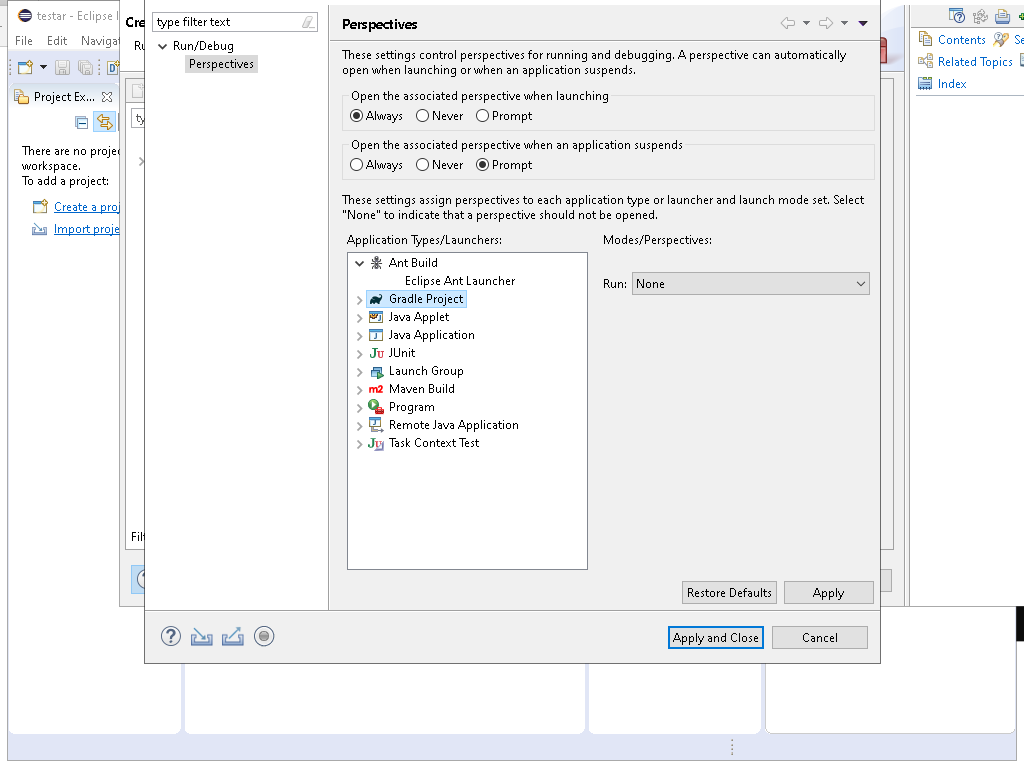 testar - Eclipse I
File Edit Navigat
Project Ex...
There are no proje
workspace.
To add a project:
Create a proj
Import proje
Cre
Ru
ty
Filt
type filter text
Run/Debug
Perspectives
Perspectives
These settings control perspectives for running and debugging. A perspective can automatically
open when launching or when an application suspends.
Open the associated perspective when launching
Always Never Prompt
Open the associated perspective when an application suspends
Always Never Prompt
These settings assign perspectives to each application type or launcher and launch mode set. Select
"None" to indicate that a perspective should not be opened.
Application Types/Launchers:
Modes/Perspectives:
Ant Build
Eclipse Ant Launcher
Gradle Project
Java Applet
Java Application
JUnit
Launch Group
Maven Build
Program
Remote Java Application
Task Context Test
Run: None
Restore Defaults Apply
Apply and Close Cancel
Contents Se
Related Topics
Index